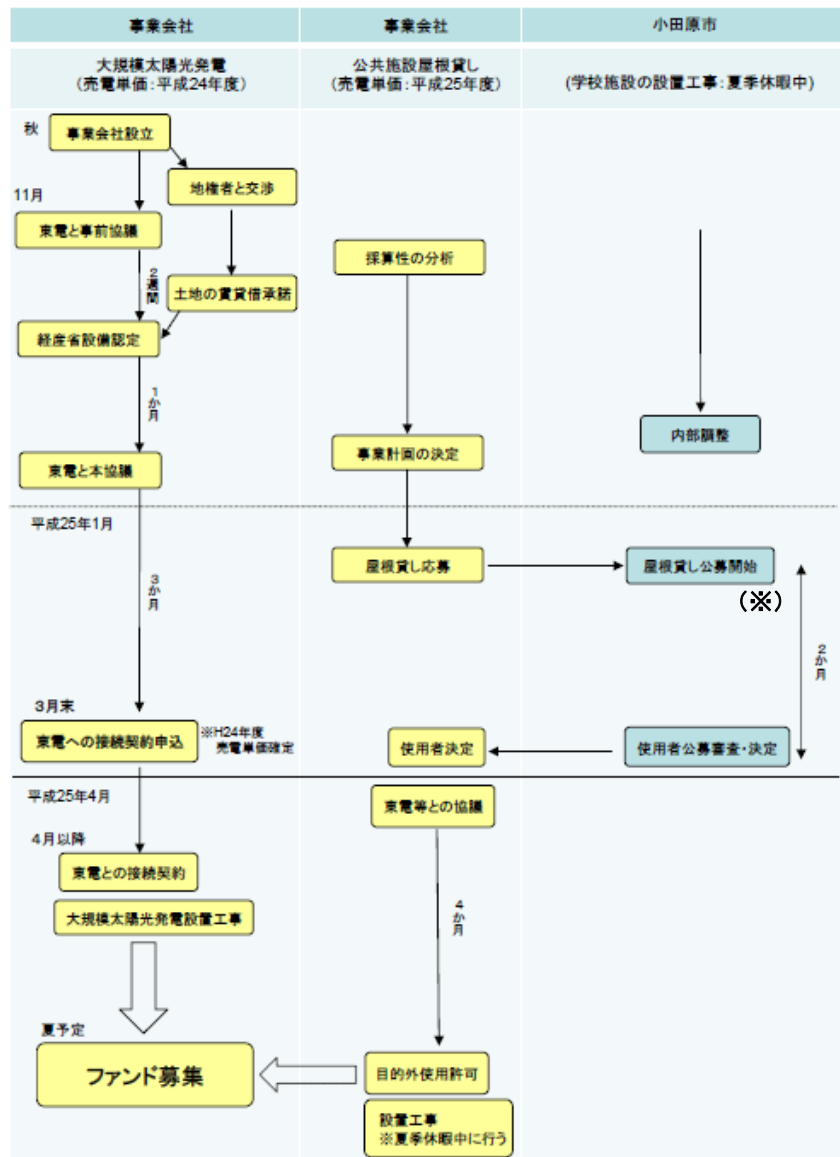 事業会社
事業会社
小田原市
大規模太陽光発電
(売電単価:平成24年度)
公共施設屋根貸し
(売電単価:平成25年度)
(学校施設の設置工事:夏季休暇中)
秋
事業会社設立
地権者と交渉
11月
東電と事前協議
採算性の分析
2週間
土地の賃貸借承諾
経産省設備認定
1か月
内部調整
事業計画の決定
東電と本協議
平成25年1月
屋根貸し応募
屋根貸し公募開始
(※)
3か月
2か月
3月末
東電への接続契約申込
※H24年度
売電単価確定
使用者決定
使用者公募審査・決定
平成25年4月
東電等との協議
4月以降
東電との接続契約
大規模太陽光発電設置工事
4か月
夏予定
ファンド募集
目的外使用許可
設置工事
※夏季休暇中に行う